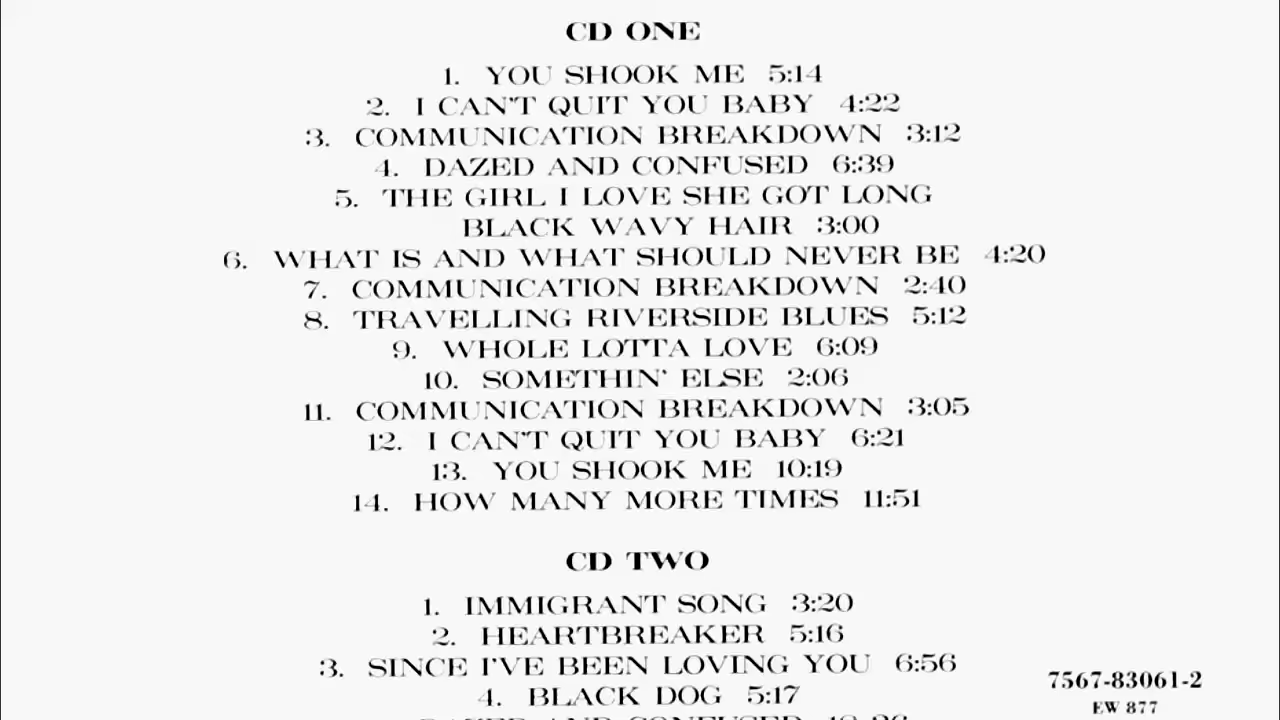 CD ONE
1. YOU SHOOK ME 5:14
2. I CAN'T QUIT YOU BABY 4:22
3. COMMUNICATION BREAKDOWN 3:12
4. DAZED AND CONFUSED 6:39
5. THE GIRL I LOVE SHE GOT LONG
BLACK WAVY HAIR 3:00
6. WHAT IS AND WHAT SHOULD NEVER BE 4:20
7. COMMUNICATION BREAKDOWN 2:40
8. TRAVELLING RIVERSIDE BLUES 5:12
9. WHOLE LOTTA LOVE 6:09
10. SOMETHIN' ELSE 2:06
11. COMMUNICATION BREAKDOWN 3:05
12. I CAN'T QUIT YOU BABY 6:21
13. YOU SHOOK ME 10:19
14. HOW MANY MORE TIMES 11:51
CD TWO
1. IMMIGRANT SONG 3:20
2. HEARTBREAKER 5:16
3. SINCE I'VE BEEN LOVING YOU 6:56
4. BLACK DOG 5:17
DAZED AND CONFUSED
7567-83061-2
EW 877